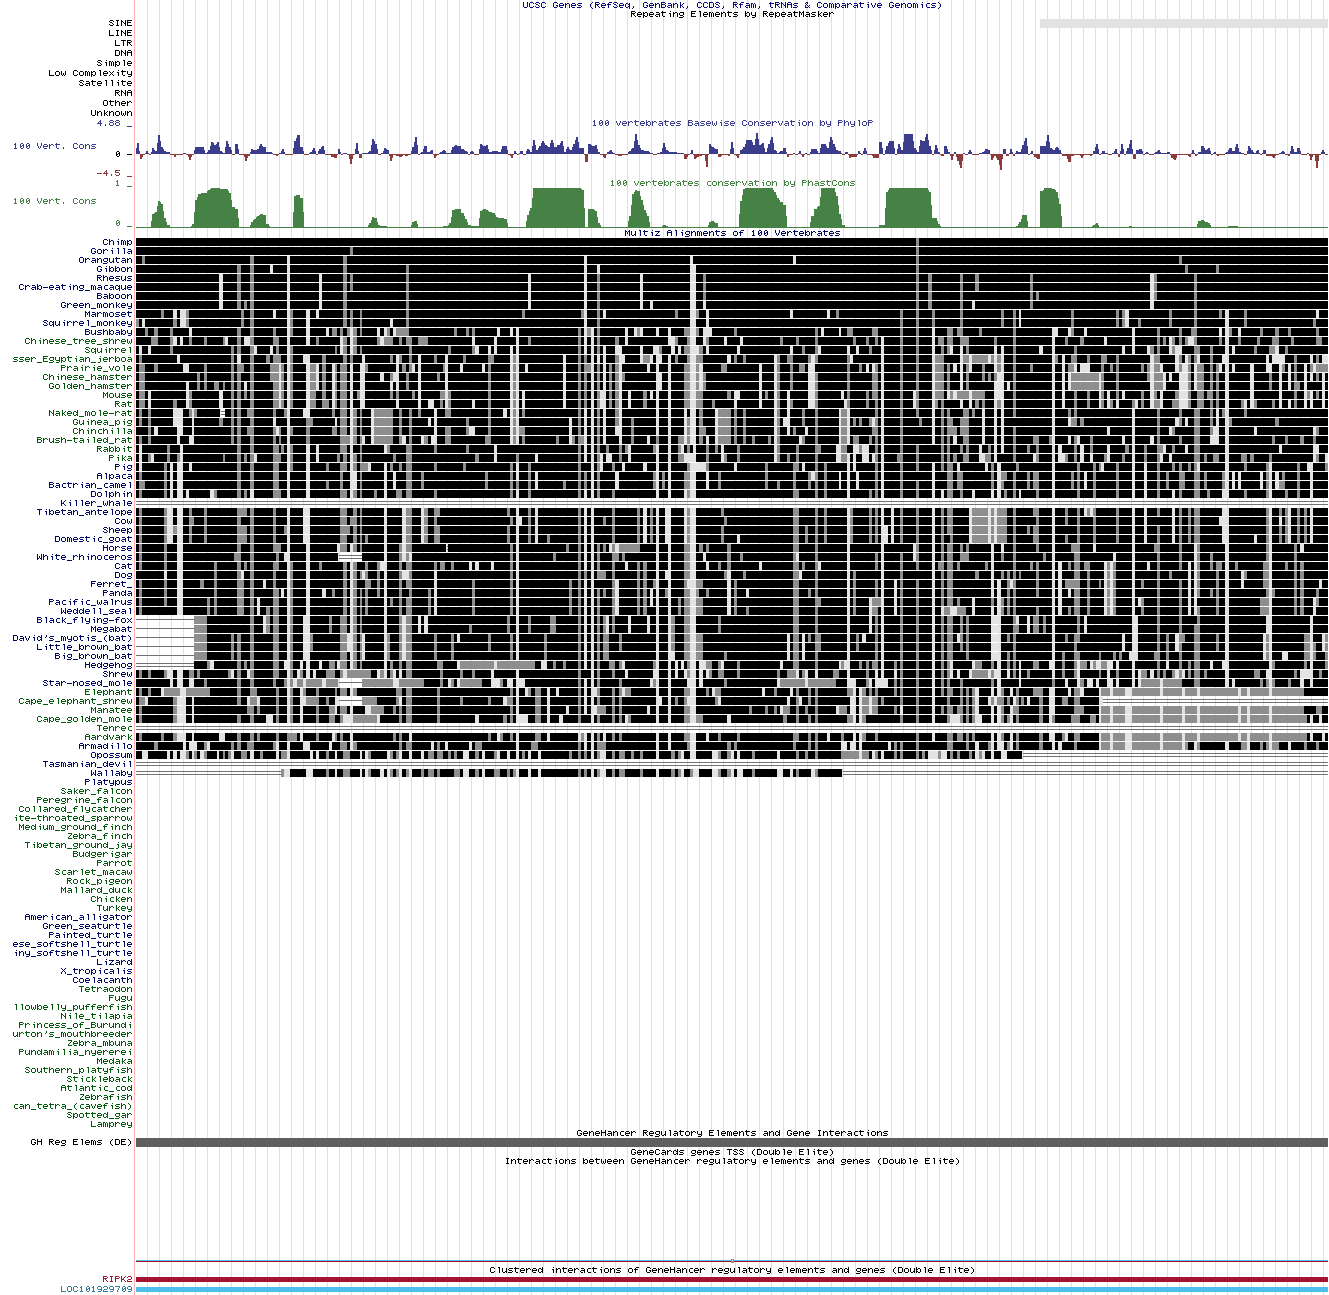 UCSC Genes (RefSeq, GenBank, CCDS, Rfam, tRNAs & Comparative Genomics)
Repeating Elements by RepeatMasker
SINE
LINE
LTR
DNA
Simple
Low Complexity
Satellite
RNA
Other
Unknown
100 vertebrates Basewise Conservation by PhyloP
4.88 _
100 Vert. Cons
0 _
-4.5 _
100 vertebrates conservation by PhastCons
1 _
100 Vert. Cons
0 _
Multiz Alignments of 100 Vertebrates
Chimp
Gorilla
Orangutan
Gibbon
Rhesus
Crab-eating_macaque
Baboon
Green_monkey
Marmoset
Squirrel_monkey
Bushbaby
Chinese_tree_shrew
Squirrel
sser_Egyptian_jerboa
Prairie_vole
Chinese_hamster
Golden_hamster
Mouse
Rat
Naked_mole-rat
Guinea_pig
Chinchilla
Brush-tailed_rat
Rabbit
Pika
Pig
Alpaca
Bactrian_camel
Dolphin
Killer_whale
Tibetan_antelope
Cow
Sheep
Domestic_goat
Horse
White_rhinoceros
Cat
Dog
Ferret_
Panda
Pacific_walrus
Weddell_seal
Black_flying-fox
Megabat
David's_myotis_(bat)
Little_brown_bat
Big_brown_bat
Hedgehog
Shrew
Star-nosed_mole
Elephant
Cape_elephant_shrew
Manatee
Cape_golden_mole
Tenrec
Aardvark
Armadillo
Opossum
Tasmanian_devil
Wallaby
Platypus
Saker_falcon
Peregrine_falcon
Collared_flycatcher
ite-throated_sparrow
Medium_ground_finch
Zebra_finch
Tibetan_ground_jay
Budgerigar
Parrot
Scarlet_macaw
Rock_pigeon
Mallard_duck
Chicken
Turkey
American_alligator
Green_seaturtle
Painted_turtle
ese_softshell_turtle
iny_softshell_turtle
Lizard
X_tropicalis
Coelacanth
Tetraodon
Fugu
llowbelly_pufferfish
Nile_tilapia
Princess_of_Burundi
urton's_mouthbreeder
Zebra_mbuna
Pundamilia_nyererei
Medaka
Southern_platyfish
Stickleback
Atlantic_cod
Zebrafish
can_tetra_(cavefish)
Spotted_gar
Lamprey
GeneHancer Regulatory Elements and Gene Interactions
GH Reg Elems (DE)
GeneCards genes TSS (Double Elite)
Interactions between GeneHancer regulatory elements and genes (Double Elite)
Clustered interactions of GeneHancer regulatory elements and genes (Double Elite)
RIPK2
LOC101929709